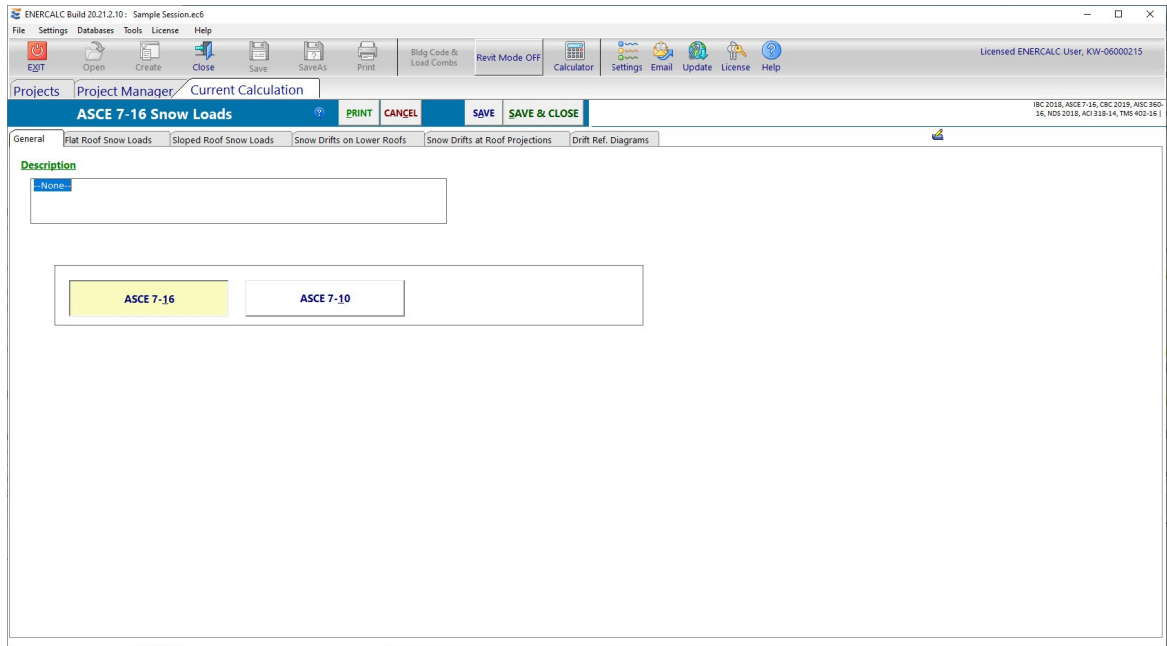 ENERCALC Build 20.21.2.10 : Sample Session.ec6
File Settings Databases Tools License Help
EXIT Open Create Close Save SaveAs Print Bldg Code & Load Combs Revit Mode OFF Calculator Settings Email Update License Help Licensed ENERCALC User, KW-06000215
Projects Project Manager Current Calculation
ASCE 7-16 Snow Loads PRINT CANCEL SAVE SAVE & CLOSE
IBC 2018, ASCE 7-16, CBC 2019, AISC 360-
16, NDS 2018, ACI 318-14, TMS 402-16 |
General Flat Roof Snow Loads Sloped Roof Snow Loads Snow Drifts on Lower Roofs Snow Drifts at Roof Projections Drift Ref. Diagrams
Description
--None--
ASCE 7-16 ASCE 7-10